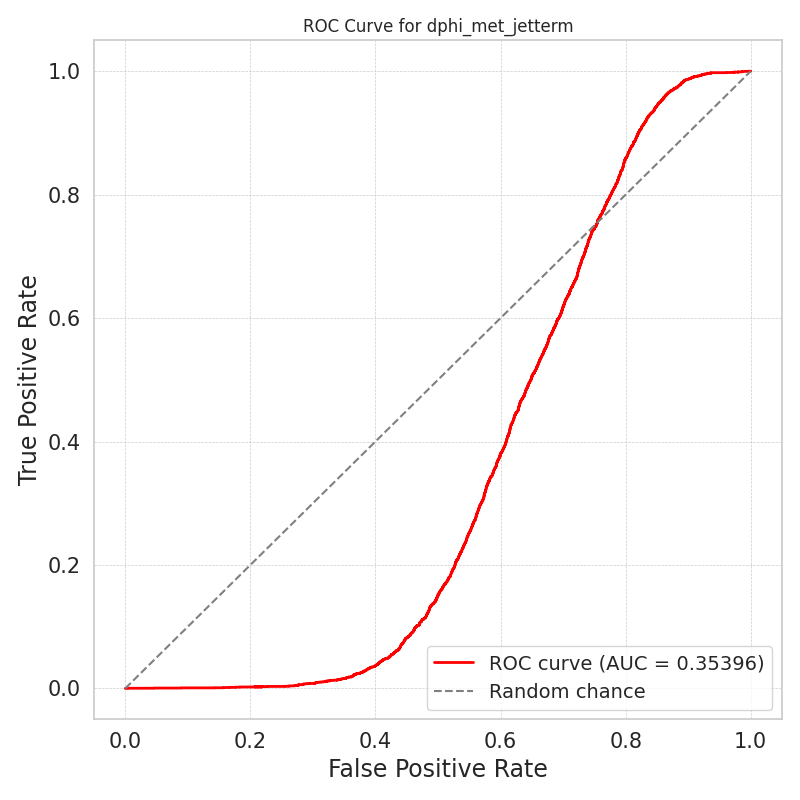 ROC Curve for dphi_met_jetterm
True Positive Rate
1.0
0.8
0.6
0.4
0.2
0.0
ROC curve (AUC = 0.35396)
Random chance
0.0 0.2 0.4 0.6 0.8 1.0
False Positive Rate